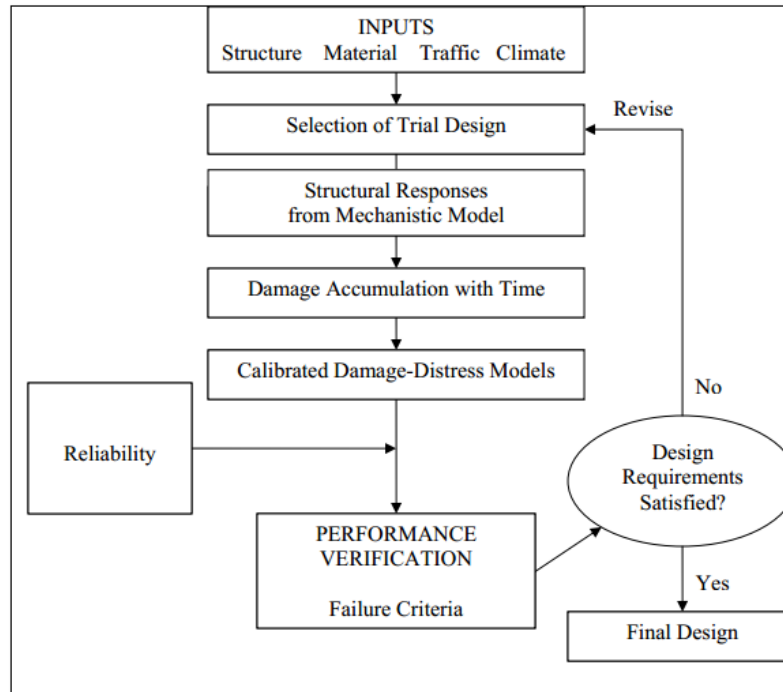 INPUTS
Structure Material Traffic Climate
Selection of Trial Design
Revise
Structural Responses
from Mechanistic Model
Damage Accumulation with Time
Calibrated Damage-Distress Models
No
Reliability
Design
Requirements
Satisfied?
PERFORMANCE
VERIFICATION
Failure Criteria
Yes
Final Design